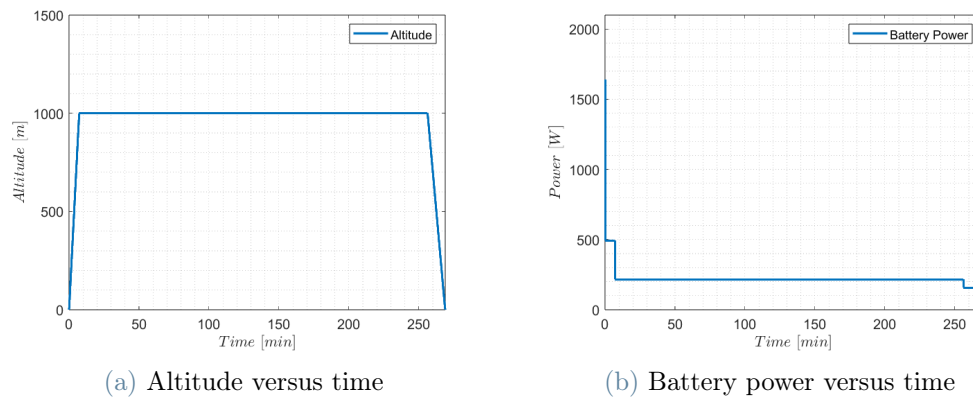 1500
Altitude
1000
500
0
Altitude [m]
0 50 100 150 200 250
Time [min]
(a) Altitude versus time
2000
Battery Power
1500
1000
500
0
Power [W]
0 50 100 150 200 250
Time [min]
(b) Battery power versus time